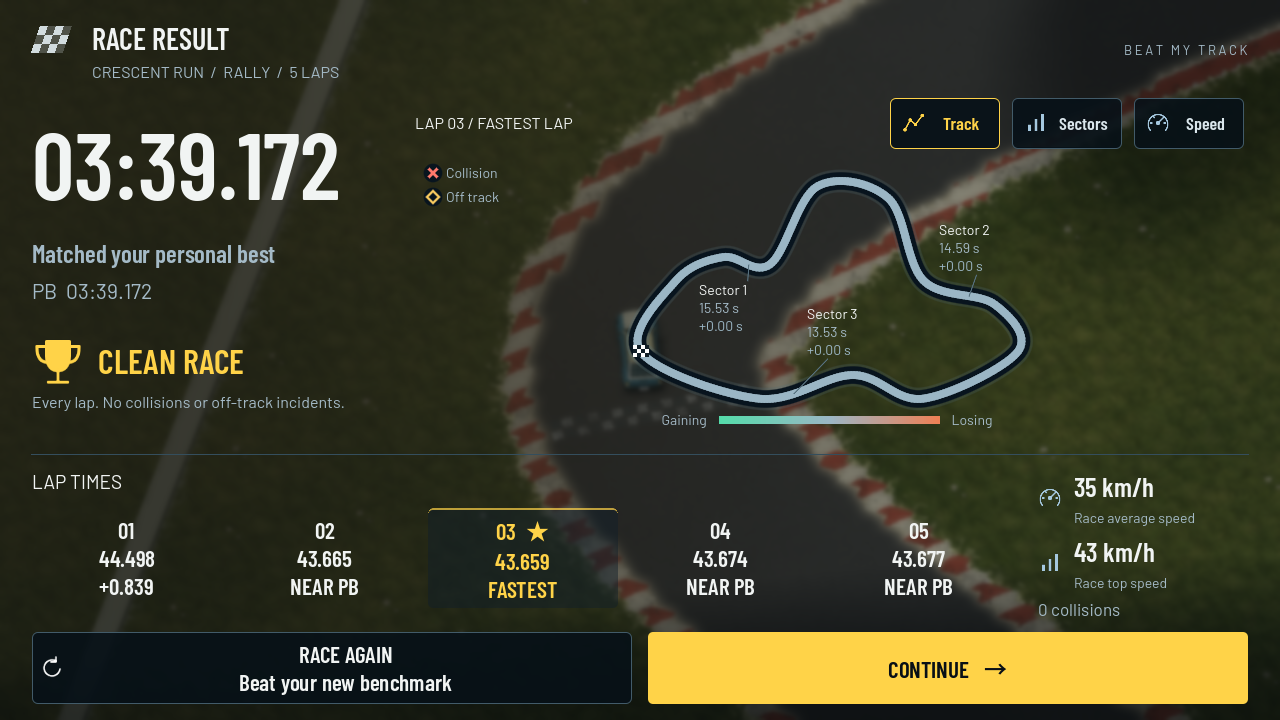 RACE RESULT
CRESCENT RUN / RALLY / 5 LAPS
BEAT MY TRACK
03:39.172
Matched your personal best
PB 03:39.172
CLEAN RACE
Every lap. No collisions or off-track incidents.
LAP 03 / FASTEST LAP
Collision
Off track
Track
Sectors
Speed
Sector 1
15.53 s
+0.00 s
Sector 2
14.59 s
+0.00 s
Sector 3
13.53 s
+0.00 s
Gaining
Losing
LAP TIMES
01
44.498
+0.839
02
43.665
NEAR PB
03 ★
43.659
FASTEST
04
43.674
NEAR PB
05
43.677
NEAR PB
35 km/h
Race average speed
43 km/h
Race top speed
0 collisions
RACE AGAIN
Beat your new benchmark
CONTINUE →